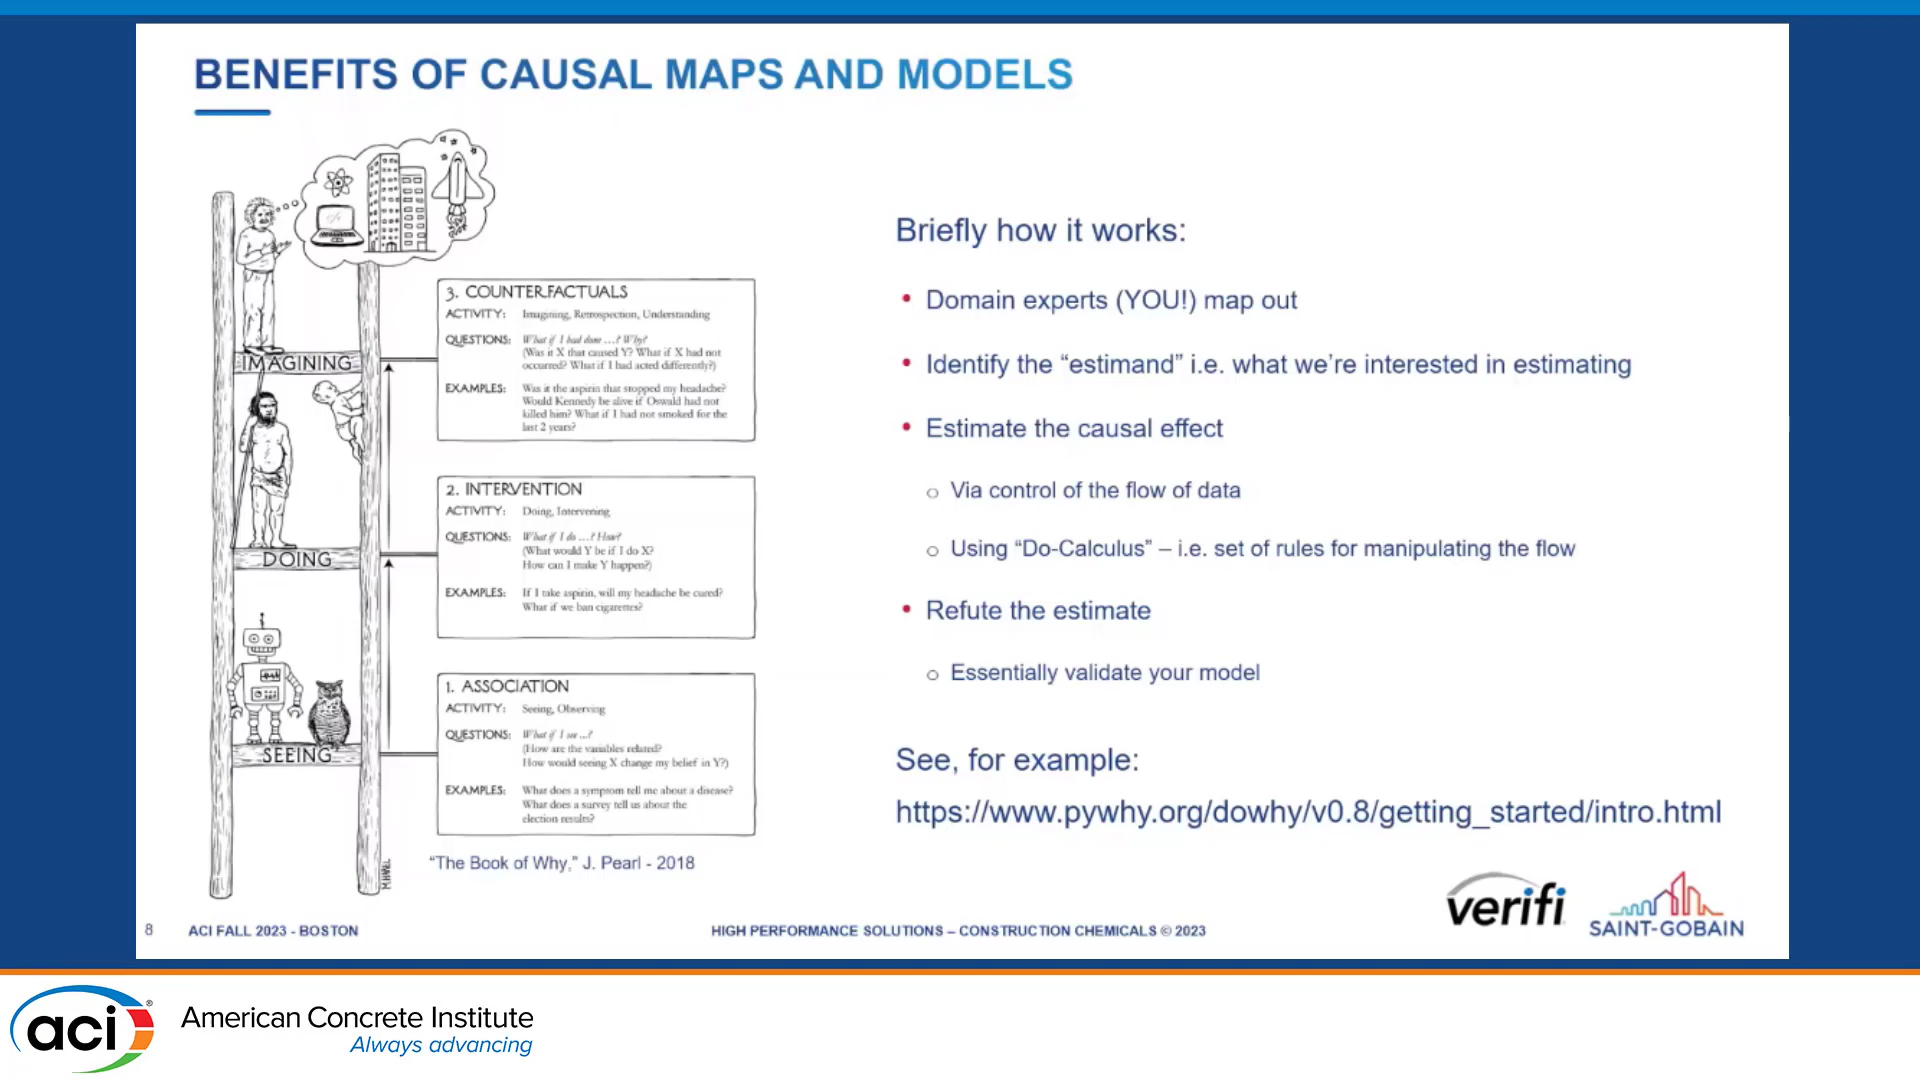 BENEFITS OF CAUSAL MAPS AND MODELS
IMAGINING
DOING
SEEING
3. COUNTERFACTUALS
ACTIVITY: Imagining, Retrospection, Understanding
QUESTIONS: What if I had done ...? Why?
(Was it X that caused Y? What if X had not
occurred? What if I had acted differently?)
EXAMPLES: Was it the aspirin that stopped my headache?
Would Kennedy be alive if Oswald had not
killed him? What if I had not smoked for the
last 2 years?
2. INTERVENTION
ACTIVITY: Doing, Intervening
QUESTIONS: What if I do ...? How?
(What would Y be if I do X?
How can I make Y happen?)
EXAMPLES: If I take aspirin, will my headache be cured?
What if we ban cigarettes?
1. ASSOCIATION
ACTIVITY: Seeing, Observing
QUESTIONS: What if I see ...?
(How are the variables related?
How would seeing X change my belief in Y?)
EXAMPLES: What does a symptom tell me about a disease?
What does a survey tell us about the
election results?
M.HAREL
"The Book of Why," J. Pearl - 2018
Briefly how it works:
• Domain experts (YOU!) map out
• Identify the “estimand” i.e. what we’re interested in estimating
• Estimate the causal effect
o Via control of the flow of data
o Using “Do-Calculus” – i.e. set of rules for manipulating the flow
• Refute the estimate
o Essentially validate your model
See, for example:
https://www.pywhy.org/dowhy/v0.8/getting_started/intro.html
verifi
SAINT-GOBAIN
8 ACI FALL 2023 - BOSTON
HIGH PERFORMANCE SOLUTIONS – CONSTRUCTION CHEMICALS © 2023
aci®
American Concrete Institute
Always advancing